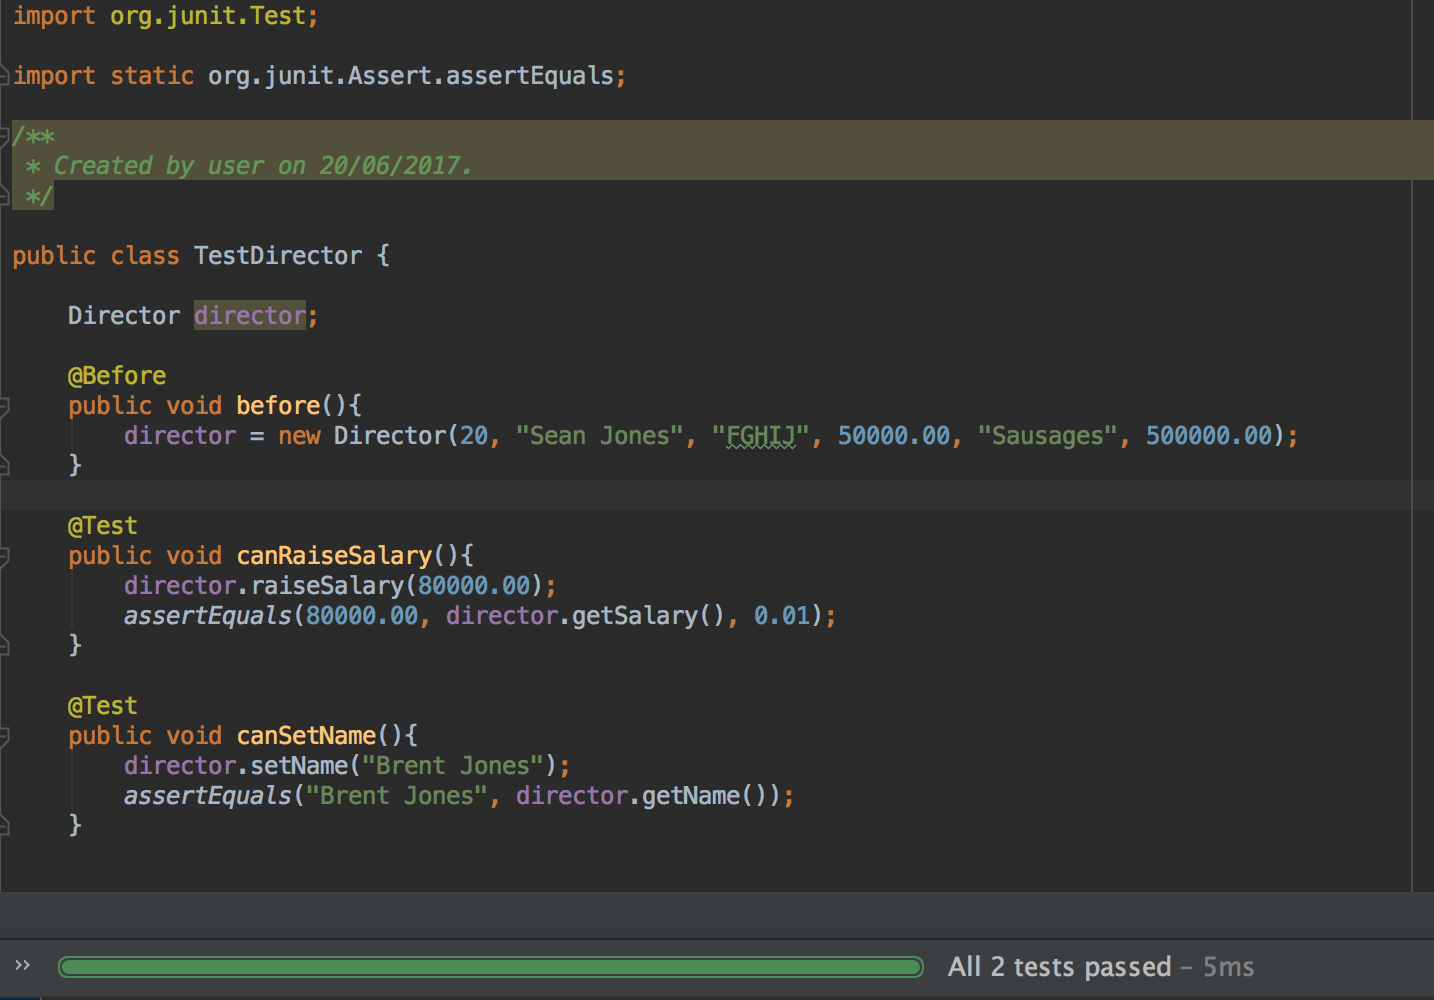 import org.junit.Test;
import static org.junit.Assert.assertEquals;
/**
 * Created by user on 20/06/2017.
 */
public class TestDirector {
    Director director;
    @Before
    public void before(){
        director = new Director(20, "Sean Jones", "FGHIJ", 50000.00, "Sausages", 500000.00);
    }
    @Test
    public void canRaiseSalary(){
        director.raiseSalary(80000.00);
        assertEquals(80000.00, director.getSalary(), 0.01);
    }
    @Test
    public void canSetName(){
        director.setName("Brent Jones");
        assertEquals("Brent Jones", director.getName());
    }
» All 2 tests passed – 5ms